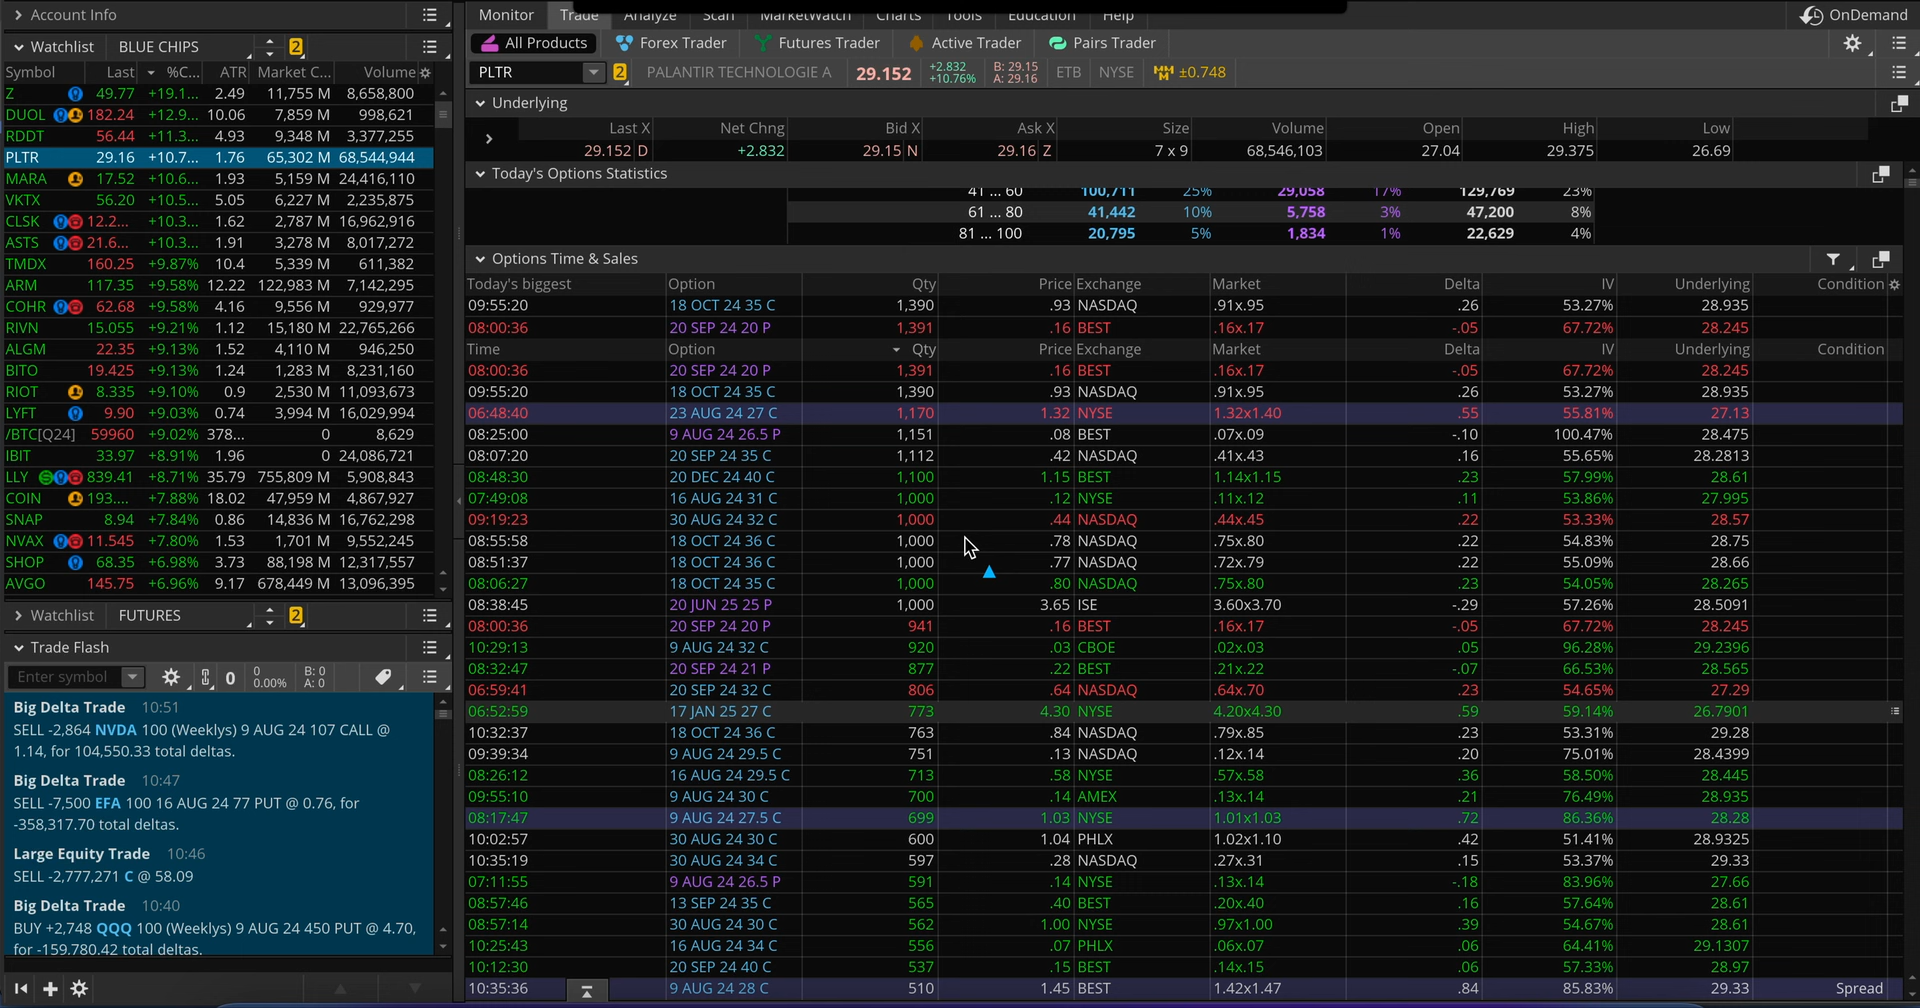 Account Info
Monitor Trade Analyze Scan MarketWatch Charts Tools Education Help
OnDemand
Watchlist BLUE CHIPS 2
All Products Forex Trader Futures Trader Active Trader Pairs Trader
Symbol Last %C... ATR Market C... Volume
PLTR 2 PALANTIR TECHNOLOGIE A 29.152 +2.832 +10.76% B: 29.15 A: 29.16 ETB NYSE ±0.748
Z 49.77 +19.1... 2.49 11,755 M 8,658,800
DUOL 182.24 +12.9... 10.06 7,859 M 998,621
RDDT 56.44 +11.3... 4.93 9,348 M 3,377,255
PLTR 29.16 +10.7... 1.76 65,302 M 68,544,944
MARA 17.52 +10.6... 1.93 5,159 M 24,416,110
VKTX 56.20 +10.5... 5.05 6,227 M 2,235,875
CLSK 12.2... +10.3... 1.62 2,787 M 16,962,916
ASTS 21.6... +10.3... 1.91 3,278 M 8,017,272
TMDX 160.25 +9.87% 10.4 5,339 M 611,382
ARM 117.35 +9.58% 12.22 122,983 M 7,142,295
COHR 62.68 +9.58% 4.16 9,556 M 929,977
RIVN 15.055 +9.21% 1.12 15,180 M 22,765,266
ALGM 22.35 +9.13% 1.52 4,110 M 946,250
BITO 19.425 +9.13% 1.24 1,283 M 8,231,160
RIOT 8.335 +9.10% 0.9 2,530 M 11,093,673
LYFT 9.90 +9.03% 0.74 3,994 M 16,029,994
/BTC[Q24] 59960 +9.02% 378... 0 8,629
IBIT 33.97 +8.91% 1.96 0 24,086,721
LLY 839.41 +8.71% 35.79 755,809 M 5,908,843
COIN 193.... +7.88% 18.02 47,959 M 4,867,927
SNAP 8.94 +7.84% 0.86 14,836 M 16,762,298
NVAX 11.545 +7.80% 1.53 1,701 M 9,552,245
SHOP 68.35 +6.98% 3.73 88,198 M 12,317,557
AVGO 145.75 +6.96% 9.17 678,449 M 13,096,395
Watchlist FUTURES 2
Trade Flash
Enter symbol 0 0 0.00% B: 0 A: 0
Big Delta Trade 10:51
SELL -2,864 NVDA 100 (Weeklys) 9 AUG 24 107 CALL @
1.14, for 104,550.33 total deltas.
Big Delta Trade 10:47
SELL -7,500 EFA 100 16 AUG 24 77 PUT @ 0.76, for
-358,317.70 total deltas.
Large Equity Trade 10:46
SELL -2,777,271 C @ 58.09
Big Delta Trade 10:40
BUY +2,748 QQQ 100 (Weeklys) 9 AUG 24 450 PUT @ 4.70,
for -159,780.42 total deltas.
Underlying
Last X Net Chng Bid X Ask X Size Volume Open High Low
29.152 D +2.832 29.15 N 29.16 Z 7 x 9 68,546,103 27.04 29.375 26.69
Today's Options Statistics
41 ... 60 100,711 25% 29,058 17% 129,769 23%
61 ... 80 41,442 10% 5,758 3% 47,200 8%
81 ... 100 20,795 5% 1,834 1% 22,629 4%
Options Time & Sales
Today's biggest Option Qty Price Exchange Market Delta IV Underlying Condition
09:55:20 18 OCT 24 35 C 1,390 .93 NASDAQ .91x.95 .26 53.27% 28.935
08:00:36 20 SEP 24 20 P 1,391 .16 BEST .16x.17 -.05 67.72% 28.245
Time Option Qty Price Exchange Market Delta IV Underlying Condition
08:00:36 20 SEP 24 20 P 1,391 .16 BEST .16x.17 -.05 67.72% 28.245
09:55:20 18 OCT 24 35 C 1,390 .93 NASDAQ .91x.95 .26 53.27% 28.935
06:48:40 23 AUG 24 27 C 1,170 1.32 NYSE 1.32x1.40 .55 55.81% 27.13
08:25:00 9 AUG 24 26.5 P 1,151 .08 BEST .07x.09 -.10 100.47% 28.475
08:07:20 20 SEP 24 35 C 1,112 .42 NASDAQ .41x.43 .16 55.65% 28.2813
08:48:30 20 DEC 24 40 C 1,100 1.15 BEST 1.14x1.15 .23 57.99% 28.61
07:49:08 16 AUG 24 31 C 1,000 .12 NYSE .11x.12 .11 53.86% 27.995
09:19:23 30 AUG 24 32 C 1,000 .44 NASDAQ .44x.45 .22 53.33% 28.57
08:55:58 18 OCT 24 36 C 1,000 .78 NASDAQ .75x.80 .22 54.83% 28.75
08:51:37 18 OCT 24 36 C 1,000 .77 NASDAQ .72x.79 .22 55.09% 28.66
08:06:27 18 OCT 24 35 C 1,000 .80 NASDAQ .75x.80 .23 54.05% 28.265
08:38:45 20 JUN 25 25 P 1,000 3.65 ISE 3.60x3.70 -.29 57.26% 28.5091
08:00:36 20 SEP 24 20 P 941 .16 BEST .16x.17 -.05 67.72% 28.245
10:29:13 9 AUG 24 32 C 920 .03 CBOE .02x.03 .05 96.28% 29.2396
08:32:47 20 SEP 24 21 P 877 .22 BEST .21x.22 -.07 66.53% 28.565
06:59:41 20 SEP 24 32 C 806 .64 NASDAQ .64x.70 .23 54.65% 27.29
06:52:59 17 JAN 25 27 C 773 4.30 NYSE 4.20x4.30 .59 59.14% 26.7901
10:32:37 18 OCT 24 36 C 763 .84 NASDAQ .79x.85 .23 53.31% 29.28
09:39:34 9 AUG 24 29.5 C 751 .13 NASDAQ .12x.14 .20 75.01% 28.4399
08:26:12 16 AUG 24 29.5 C 713 .58 NYSE .57x.58 .36 58.50% 28.445
09:55:10 9 AUG 24 30 C 700 .14 AMEX .13x.14 .21 76.49% 28.935
08:17:47 9 AUG 24 27.5 C 699 1.03 NYSE 1.01x1.03 .72 86.36% 28.28
10:02:57 30 AUG 24 30 C 600 1.04 PHLX 1.02x1.10 .42 51.41% 28.9325
10:35:19 30 AUG 24 34 C 597 .28 NASDAQ .27x.31 .15 53.37% 29.33
07:11:55 9 AUG 24 26.5 P 591 .14 NYSE .13x.14 -.18 83.96% 27.66
08:57:46 13 SEP 24 35 C 565 .40 BEST .20x.40 .16 57.64% 28.61
08:57:14 30 AUG 24 30 C 562 1.00 NYSE .97x1.00 .39 54.67% 28.61
10:25:43 16 AUG 24 34 C 556 .07 PHLX .06x.07 .06 64.41% 29.1307
10:12:30 20 SEP 24 40 C 537 .15 BEST .14x.15 .06 57.33% 28.97
10:35:36 9 AUG 24 28 C 510 1.45 BEST 1.42x1.47 .84 85.83% 29.33 Spread